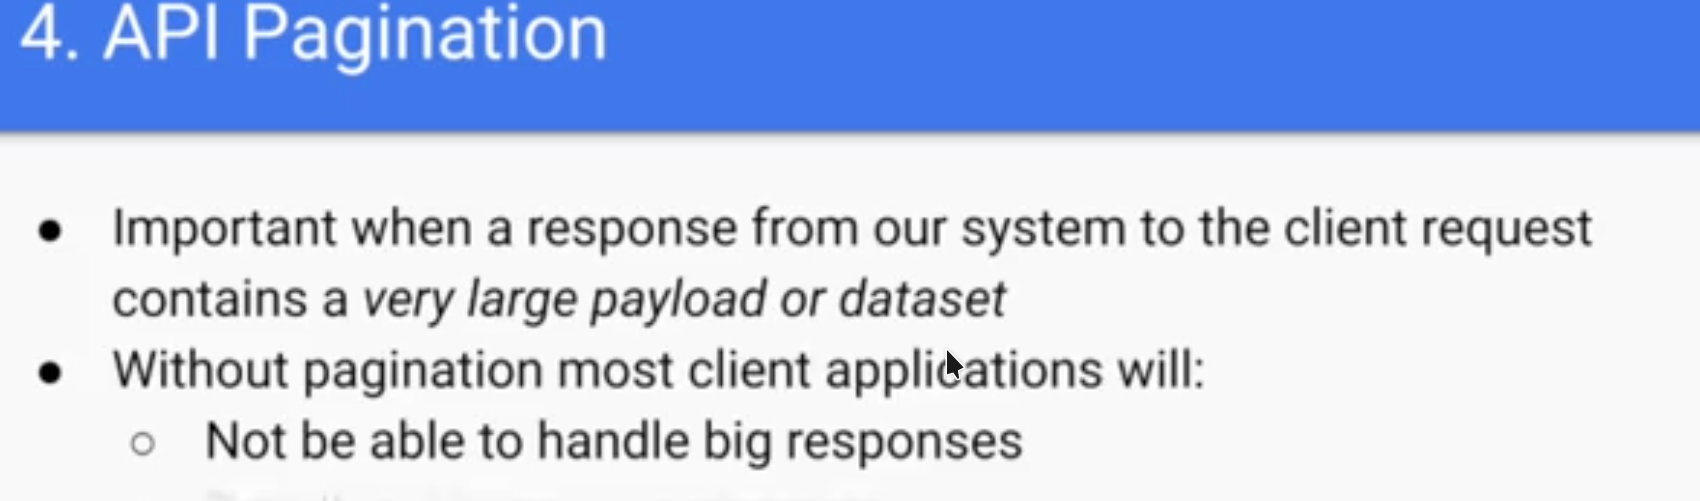 4. API Pagination
● Important when a response from our system to the client request
contains a very large payload or dataset
● Without pagination most client applications will:
○ Not be able to handle big responses